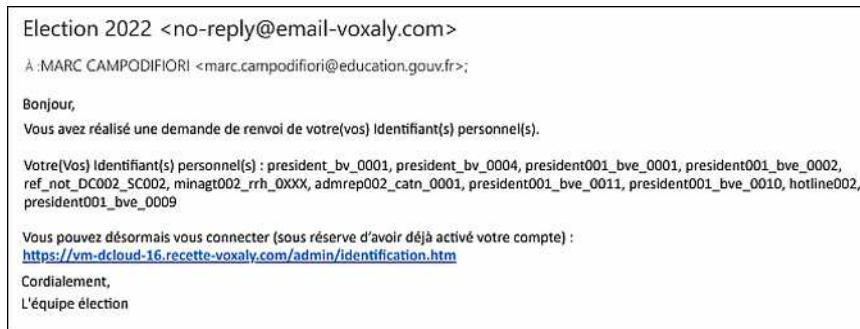 Election 2022 <no-reply@email-voxaly.com>
À :MARC CAMPODIFIORI <marc.campodifiori@education.gouv.fr>;
Bonjour,
Vous avez réalisé une demande de renvoi de votre(vos) Identifiant(s) personnel(s).
Votre(Vos) Identifiant(s) personnel(s) : president_bv_0001, president_bv_0004, president001_bve_0001, president001_bve_0002,
ref_not_DC002_SC002, minagt002_rrh_0XXX, admrep002_catn_0001, president001_bve_0011, president001_bve_0010, hotline002,
president001_bve_0009
Vous pouvez désormais vous connecter (sous réserve d'avoir déjà activé votre compte) :
https://vm-dcloud-16.recette-voxaly.com/admin/identification.htm
Cordialement,
L'équipe élection